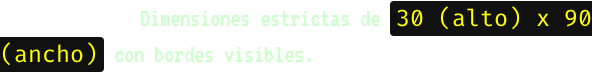 Dimensiones estrictas de 30 (alto) x 90
(ancho) con bordes visibles.